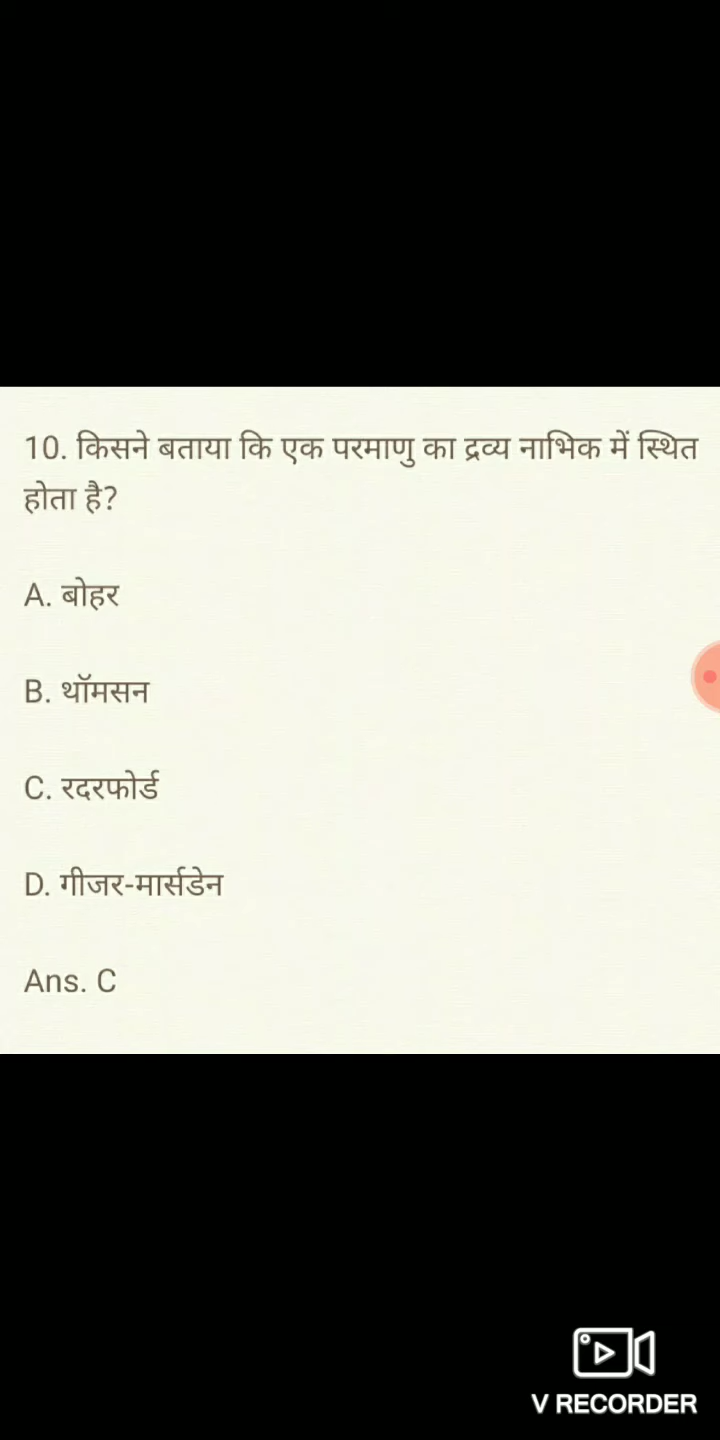 10. किसने बताया कि एक परमाणु का द्रव्य नाभिक में स्थित
होता है?
A. बोहर
B. थॉमसन
C. रदरफोर्ड
D. गीजर-मार्सडेन
Ans. C
V RECORDER